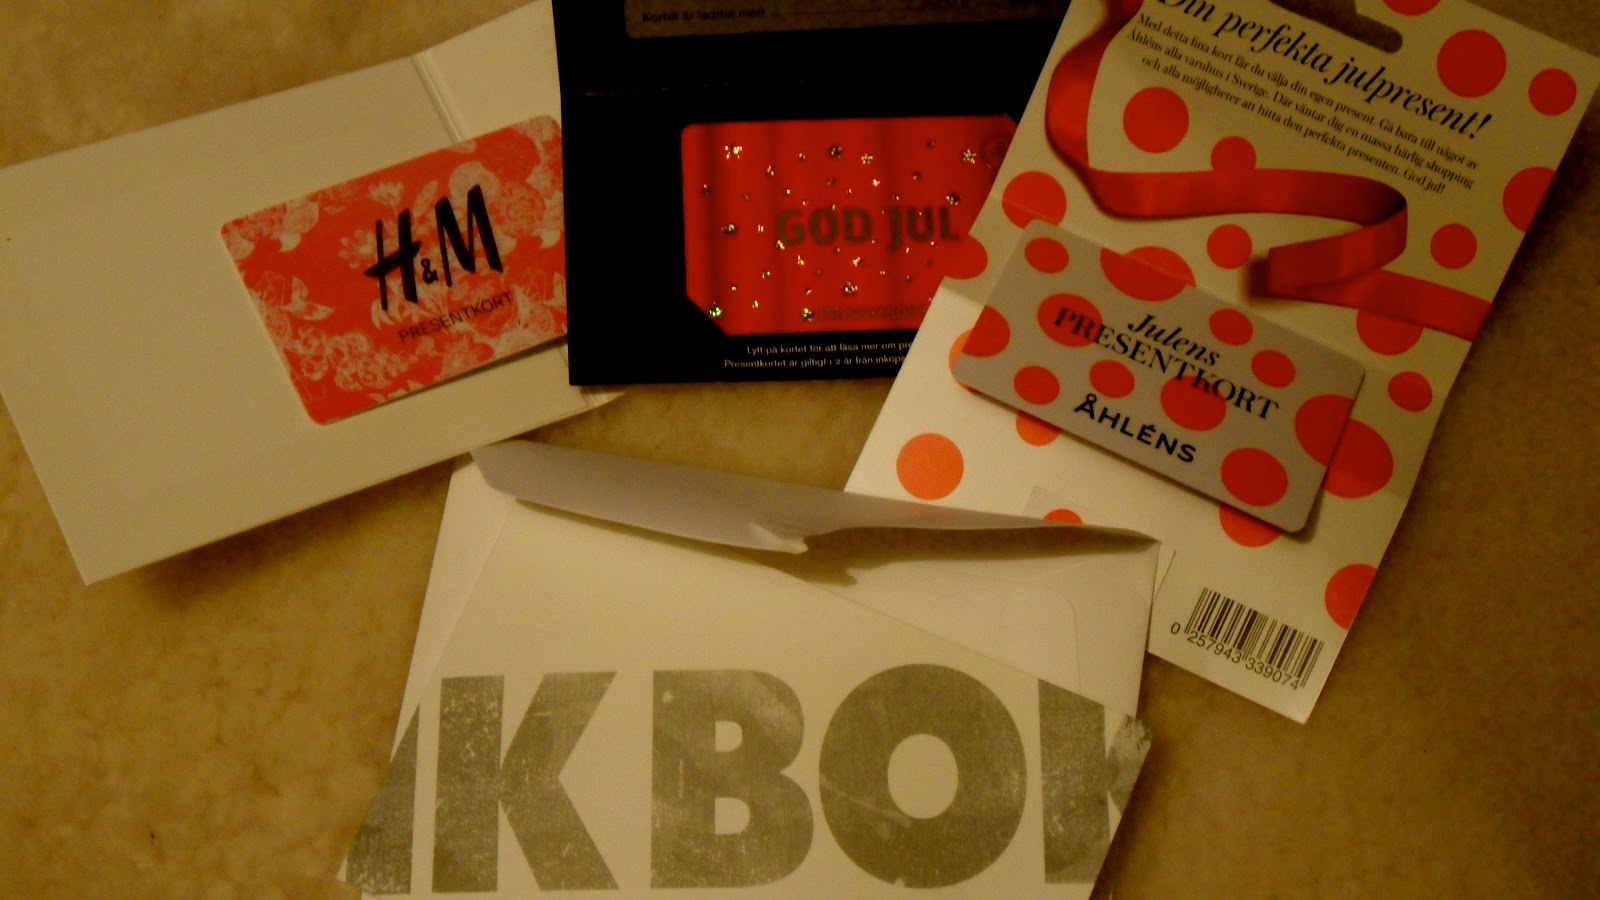 H&M
PRESENTKORT
Kortet är laddat med
GOD JUL
Lyft på kortet för att läsa mer om
Presentkortet är giltigt i 2 år från
Din perfekta julpresent!
Med detta fina kort får du välja din egen present. Gå bara till något av
Åhléns alla varuhus i Sverige. Där väntar dig en massa härlig shopping
och alla möjligheter att hitta den perfekta presenten. God jul!
Julens
PRESENTKORT
ÅHLÉNS
0 257943 339074
KBOK